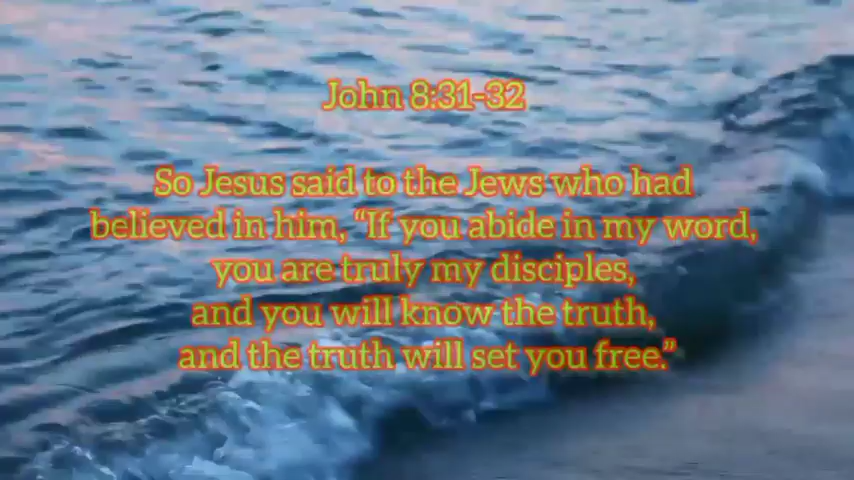 John 8:31-32
So Jesus said to the Jews who had
believed in him, “If you abide in my word,
you are truly my disciples,
and you will know the truth,
and the truth will set you free.”